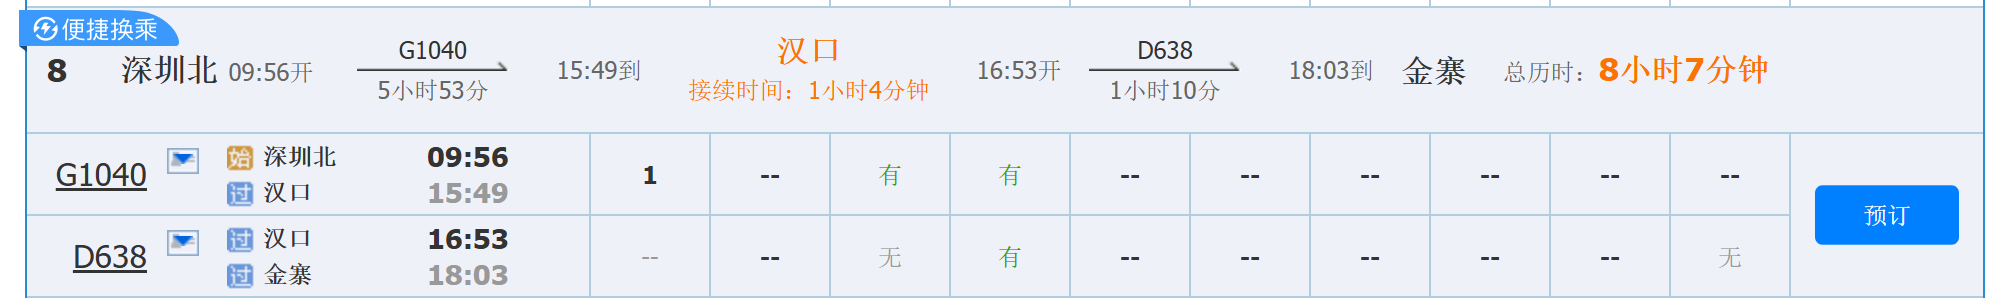 便捷换乘
8 深圳北 09:56开 G1040 5小时53分 15:49到 汉口 接续时间：1小时4分钟 16:53开 D638 1小时10分 18:03到 金寨 总历时：8小时7分钟
G1040 始 深圳北 09:56 1 -- 有 有 -- -- -- -- -- --
过 汉口 15:49
预订
D638 过 汉口 16:53 -- -- 无 有 -- -- -- -- -- 无
过 金寨 18:03